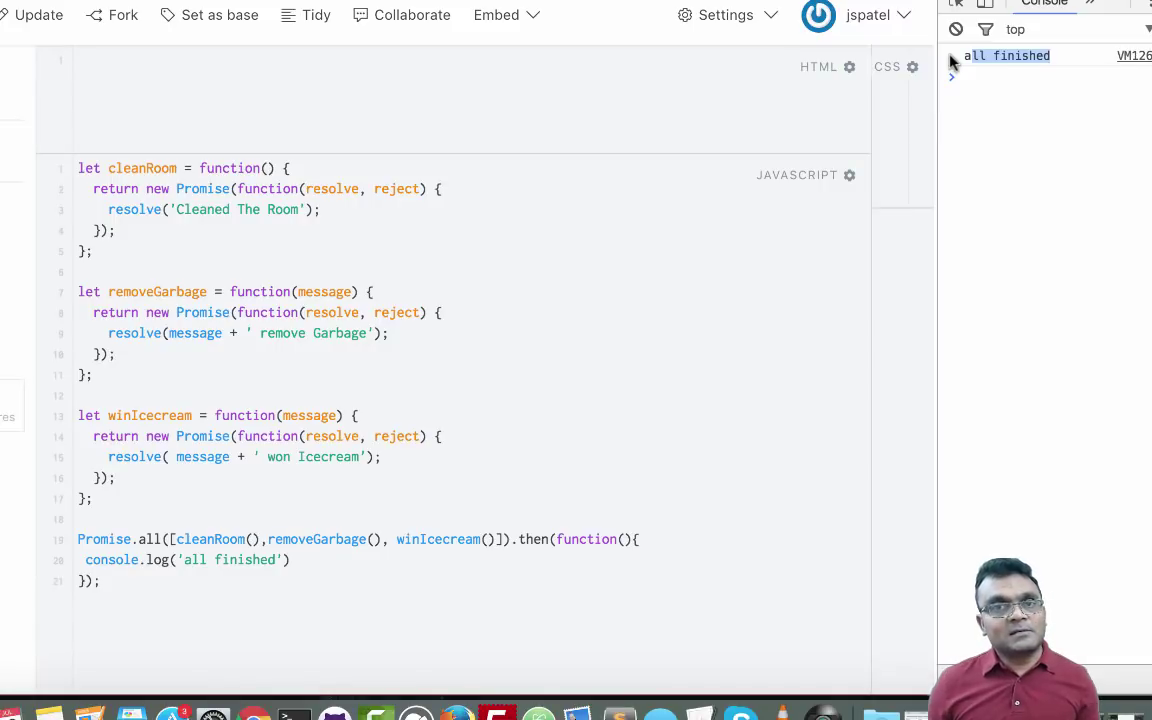 Update Fork Set as base Tidy Collaborate Embed Settings jspatel
Console
top
all finished VM126
1
HTML CSS
JAVASCRIPT
1 let cleanRoom = function() {
2 return new Promise(function(resolve, reject) {
3 resolve('Cleaned The Room');
4 });
5 };
6
7 let removeGarbage = function(message) {
8 return new Promise(function(resolve, reject) {
9 resolve(message + ' remove Garbage');
10 });
11 };
12
13 let winIcecream = function(message) {
14 return new Promise(function(resolve, reject) {
15 resolve( message + ' won Icecream');
16 });
17 };
18
19 Promise.all([cleanRoom(),removeGarbage(), winIcecream()]).then(function(){
20 console.log('all finished')
21 });
res
3